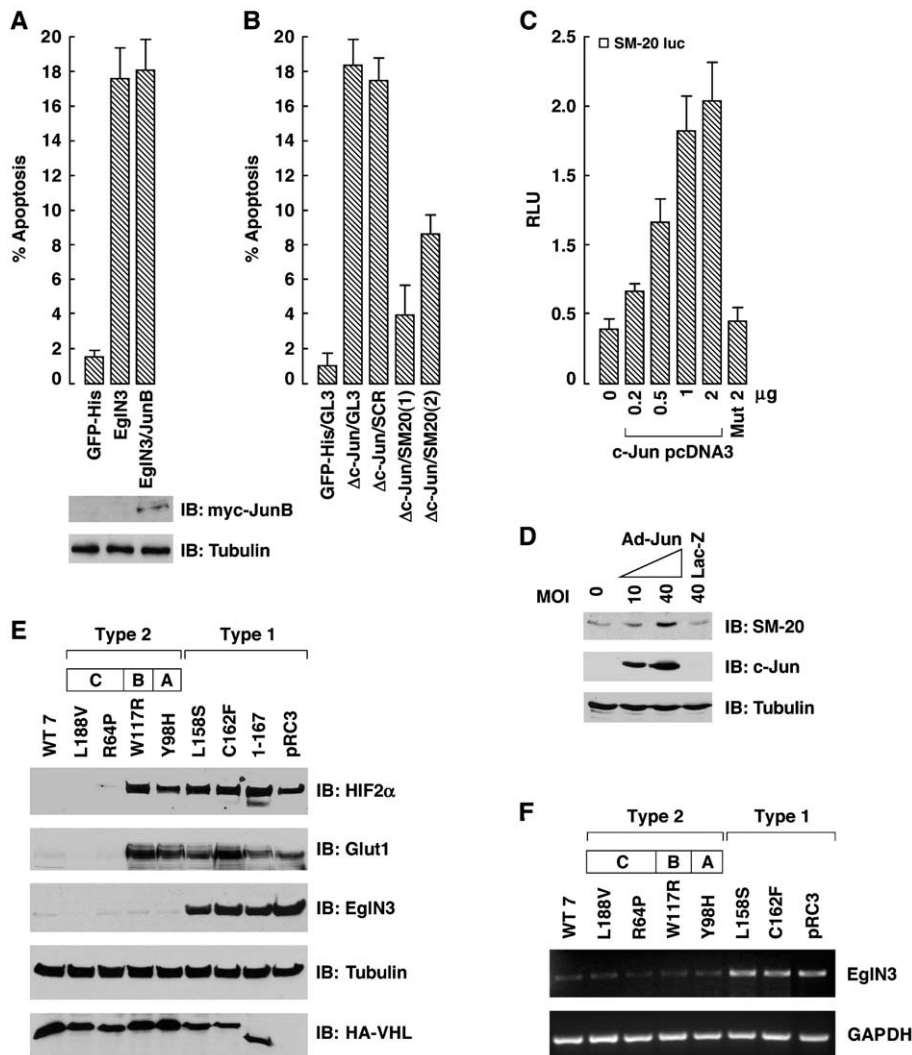 A
% Apoptosis
20
18
16
14
12
10
8
6
4
2
0
GFP-His
EglN3
EglN3/JunB
IB: myc-JunB
IB: Tubulin
B
% Apoptosis
20
18
16
14
12
10
8
6
4
2
0
GFP-His/GL3
Δc-Jun/GL3
Δc-Jun/SCR
Δc-Jun/SM20(1)
Δc-Jun/SM20(2)
C
SM-20 luc
RLU
2.5
2.0
2.5
0.5
0
0 0.2 0.5 1 2 Mut 2 μg
c-Jun pcDNA3
D
Ad-Jun
MOI 0 10 40 40 Lac-Z
IB: SM-20
IB: c-Jun
IB: Tubulin
E
Type 2 Type 1
C B A
WT 7 L188V R64P W117R Y98H L158S C162F 1-167 pRC3
IB: HIF2α
IB: Glut1
IB: EglN3
IB: Tubulin
IB: HA-VHL
F
Type 2 Type 1
C B A
WT 7 L188V R64P W117R Y98H L158S C162F pRC3
EglN3
GAPDH